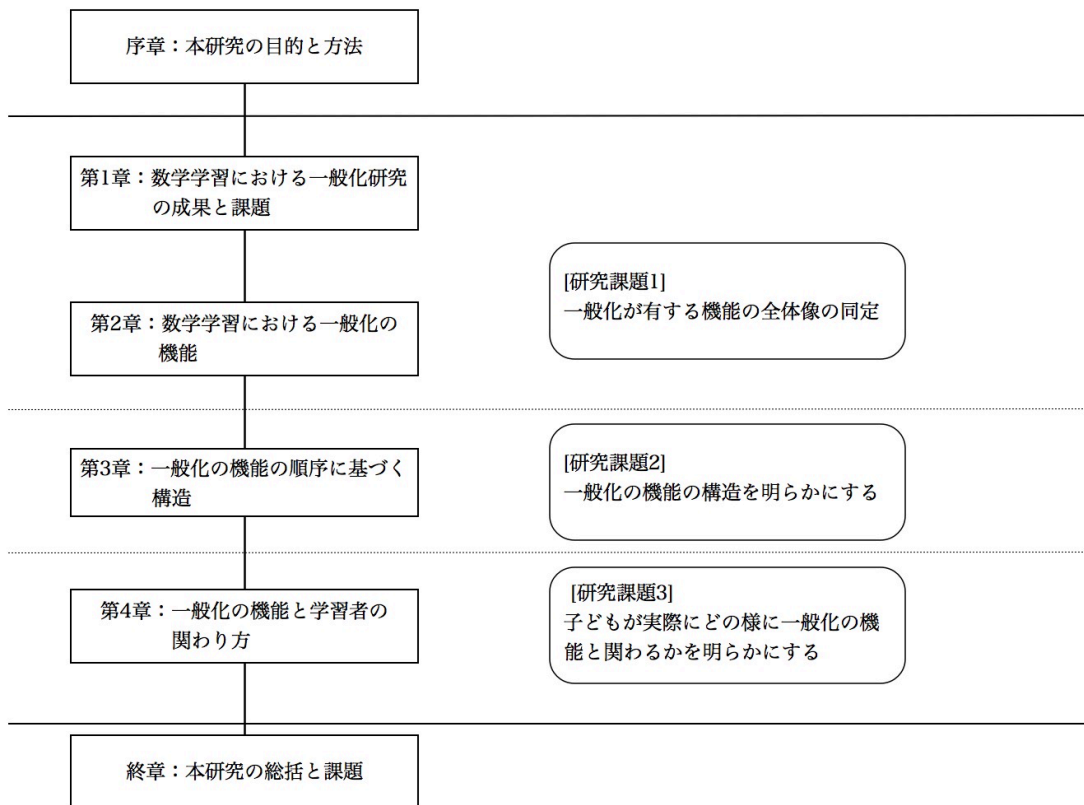 序章：本研究の目的と方法
第1章：数学学習における一般化研究
の成果と課題
[研究課題1]
一般化が有する機能の全体像の同定
第2章：数学学習における一般化の
機能
第3章：一般化の機能の順序に基づく
構造
[研究課題2]
一般化の機能の構造を明らかにする
第4章：一般化の機能と学習者の
関わり方
[研究課題3]
子どもが実際にどの様に一般化の機
能と関わるかを明らかにする
終章：本研究の総括と課題